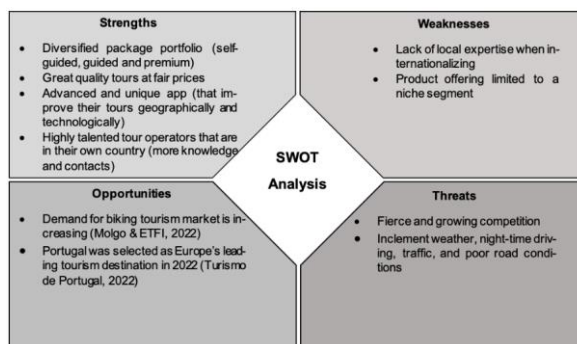 Strengths
• Diversified package portfolio (self-
guided, guided and premium)
• Great quality tours at fair prices
• Advanced and unique app (that im-
prove their tours geographically and
technologically)
• Highly talented tour operators that are
in their own country (more knowledge
and contacts)
Weaknesses
• Lack of local expertise when
internationalizing
• Product offering limited to a
niche segment
SWOT
Analysis
Opportunities
• Demand for biking tourism market is
increasing (Molgo & ETFI, 2022)
• Portugal was selected as Europe's lead-
ing tourism destination in 2022 (Turismo
de Portugal, 2022)
Threats
• Fierce and growing competition
• Inclement weather, night-time driv-
ing, traffic, and poor road condi-
tions